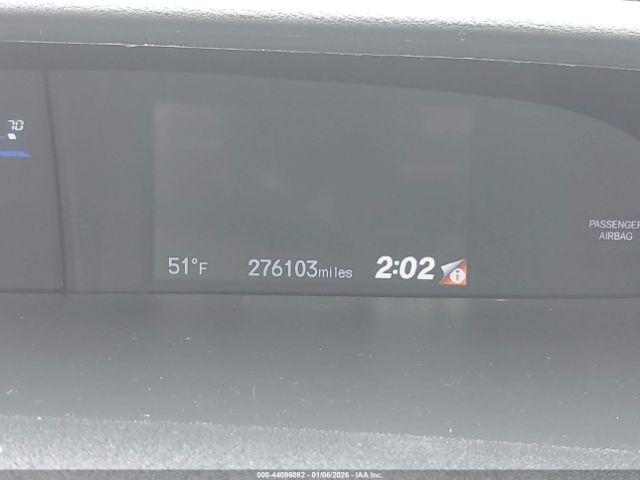 70
PASSENGER
AIRBAG
51°F 276103miles 2:02 i
000-44096082 - 01/06/2026 - IAA Inc.